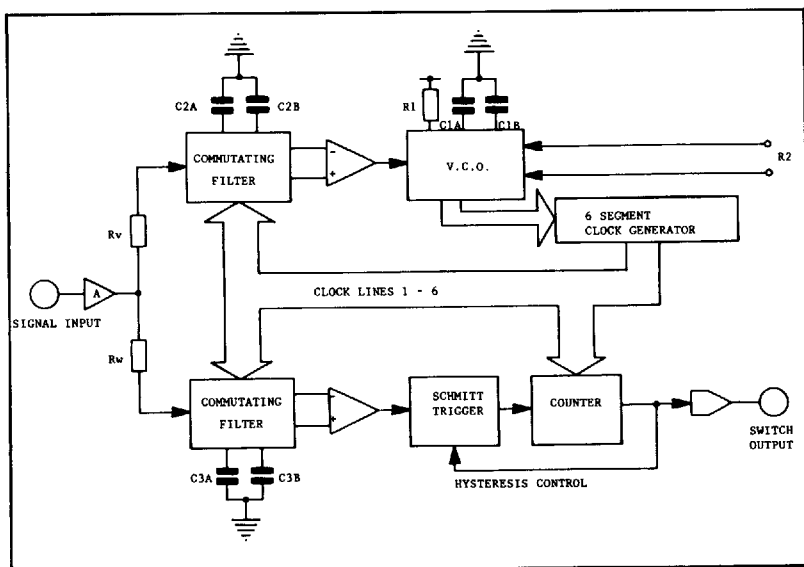 C2A
C2B
R1
C1A
C1B
COMMUTATING
FILTER
-
+
V.C.O.
R2
6 SEGMENT
CLOCK GENERATOR
Rv
A
SIGNAL INPUT
CLOCK LINES 1 - 6
Rw
COMMUTATING
FILTER
-
+
SCHMITT
TRIGGER
COUNTER
SWITCH
OUTPUT
C3A
C3B
HYSTERESIS CONTROL